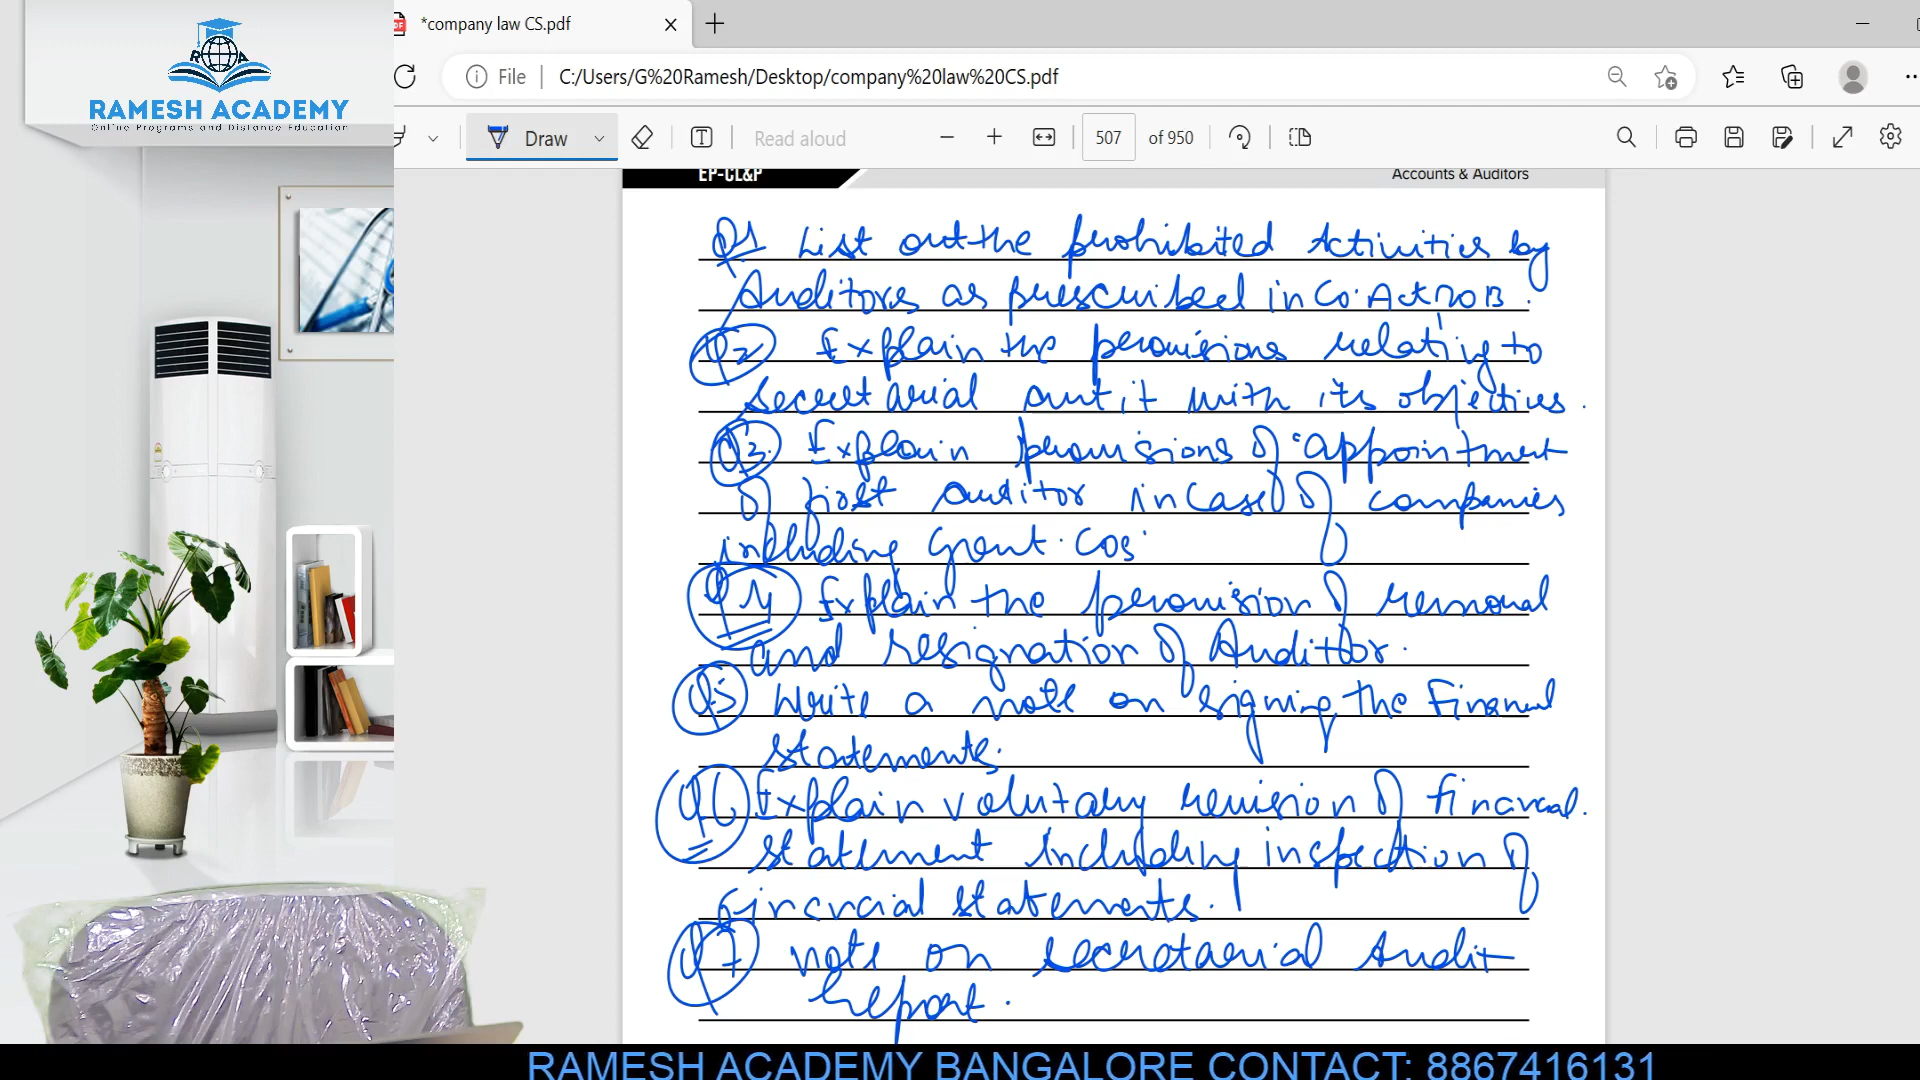 *company law CS.pdf
File
C:/Users/G%20Ramesh/Desktop/company%20law%20CS.pdf
RA
RAMESH ACADEMY
Online Programs and Distance Education
Draw
Read aloud
507 of 950
EP-CL&P
Accounts & Auditors
Q1 List out the prohibited Activities by
Auditors as prescribed in Co. Act 2013.
Q2 Explain the provisions relating to
secretarial audit with its objectives.
Q3 Explain provisions of appointment
of first auditor in case of companies
including Govt. Cos.
Q4 Explain the provision of removal
and resignation of Auditor.
Q5 Write a note on signing the Financial
statements.
Q6 Explain voluntary revision of financial
statement including inspection of
financial statements.
Q7 note on secretarial Audit
report.
RAMESH ACADEMY BANGALORE CONTACT: 8867416131